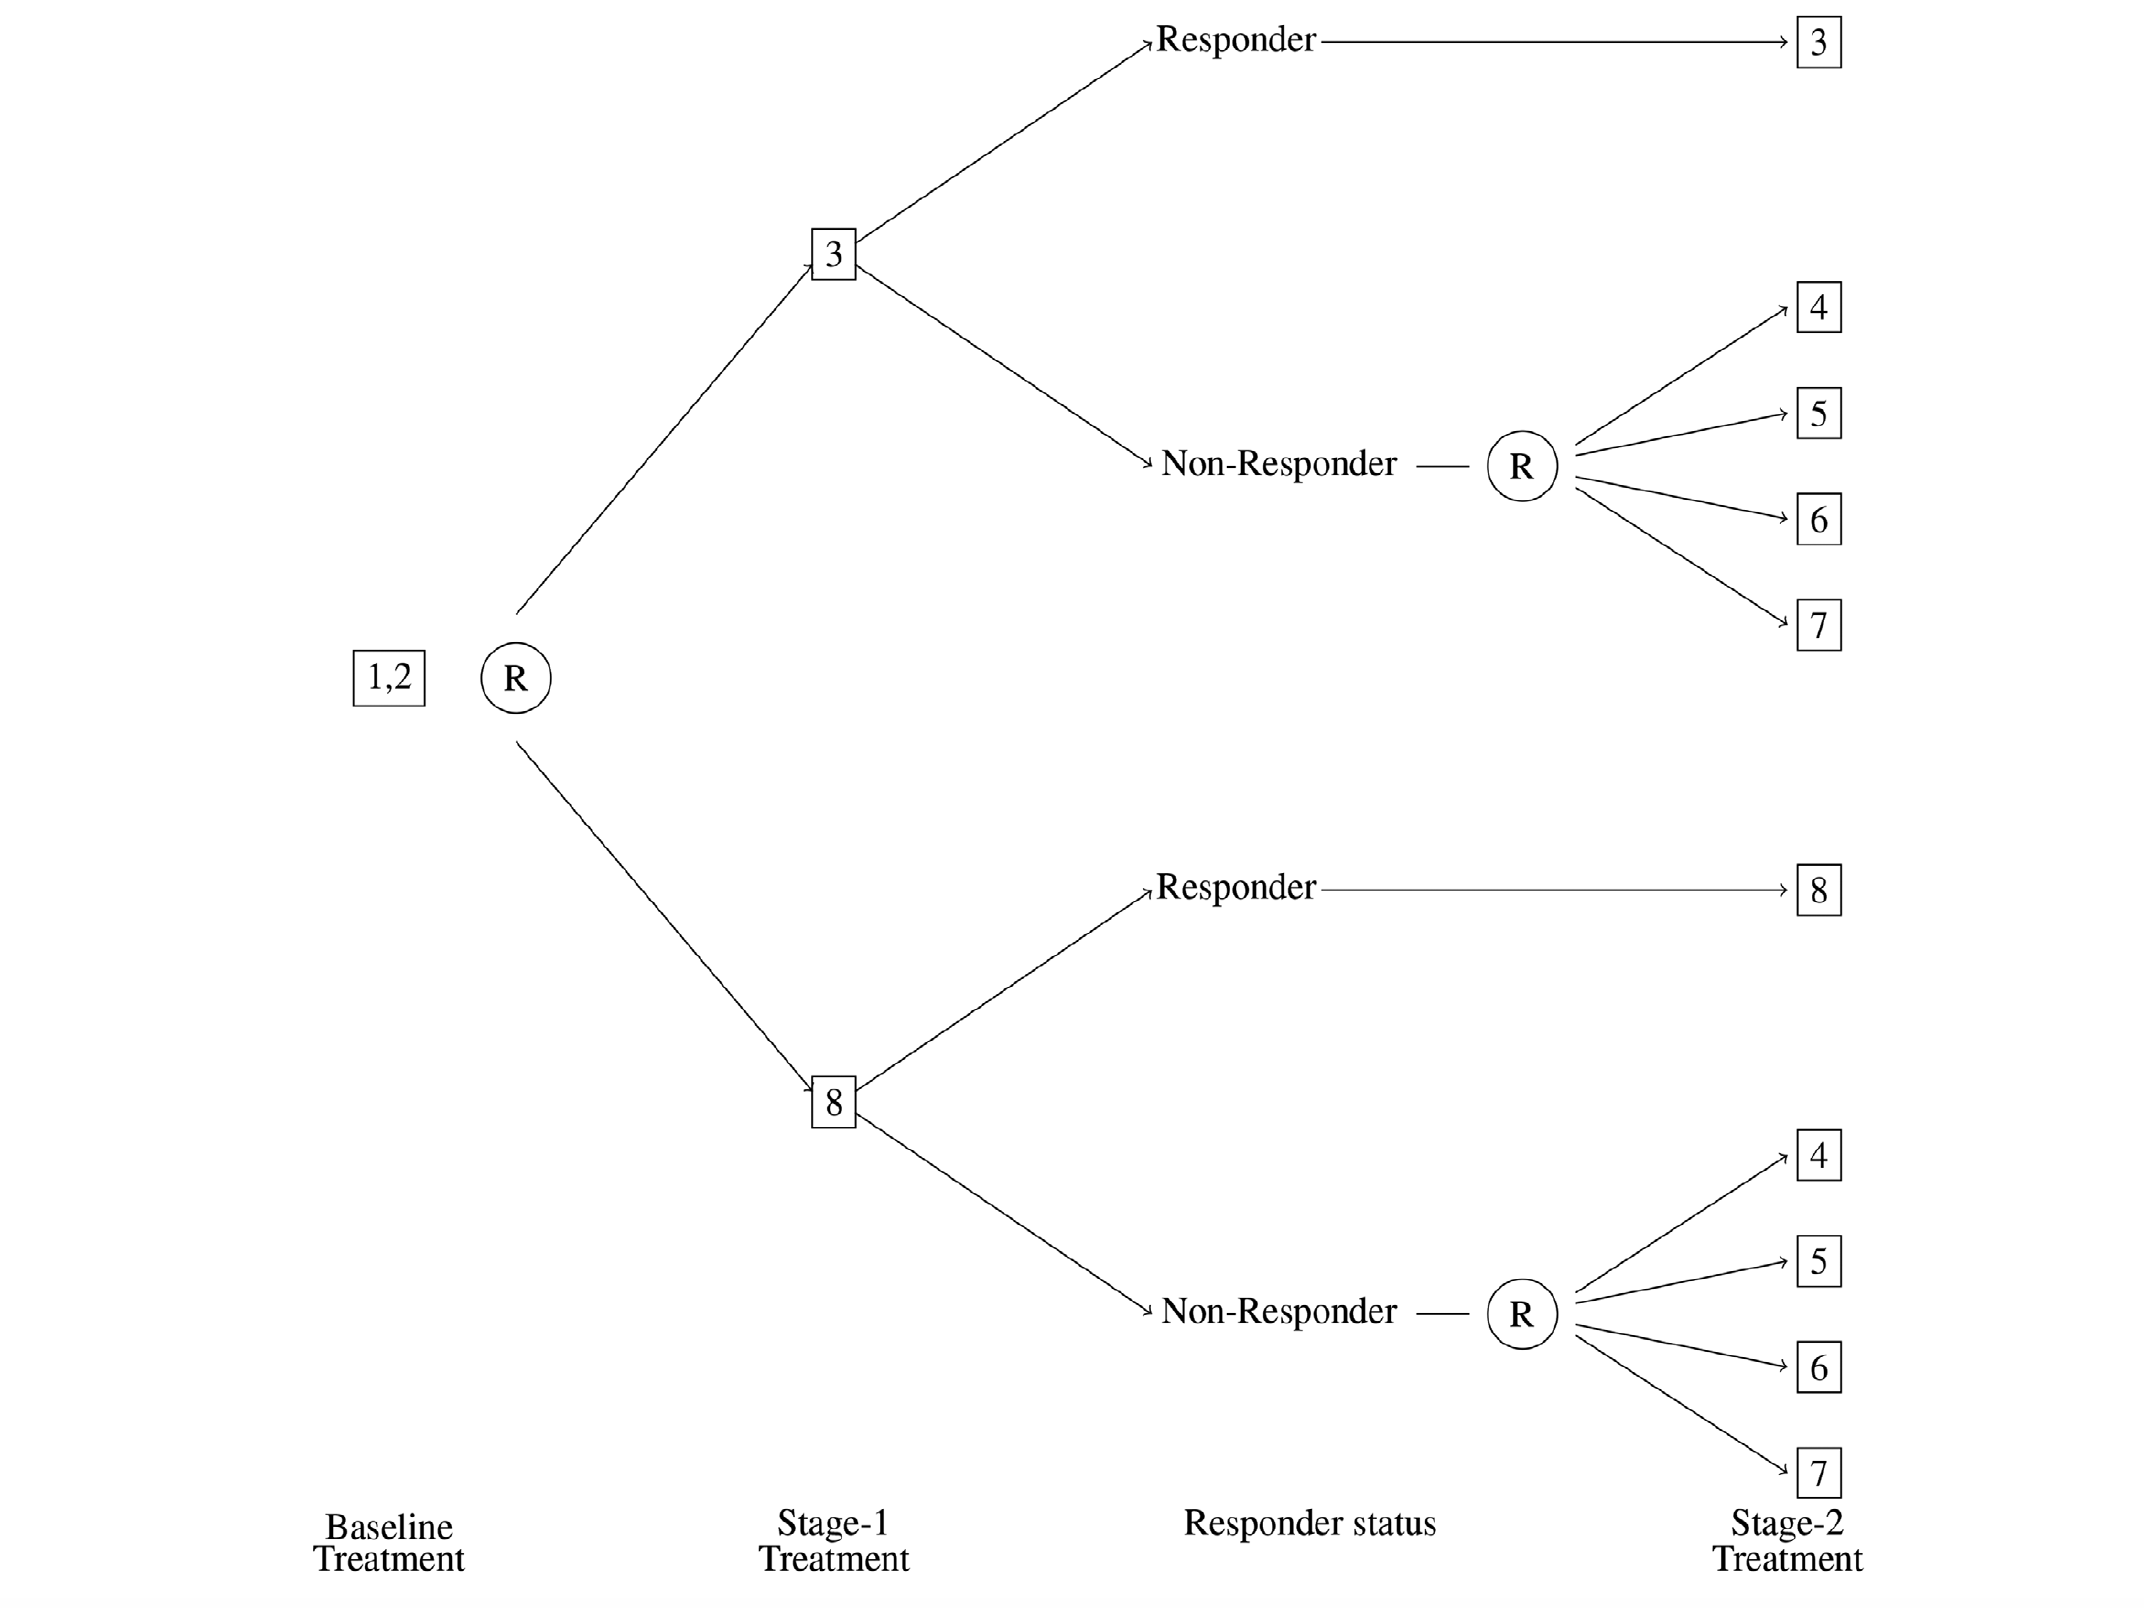 Responder
3
3
4
5
Non-Responder
R
6
7
1,2
R
Responder
8
8
4
5
Non-Responder
R
6
7
Baseline
Treatment
Stage-1
Treatment
Responder status
Stage-2
Treatment